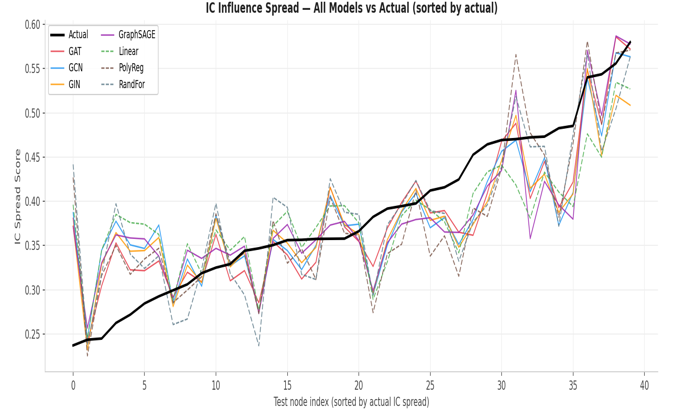 IC Influence Spread — All Models vs Actual (sorted by actual)
Actual
GAT
GCN
GIN
GraphSAGE
Linear
PolyReg
RandFor
IC Spread Score
0.60
0.55
0.50
0.45
0.40
0.35
0.30
0.25
0 5 10 15 20 25 30 35 40
Test node index (sorted by actual IC spread)